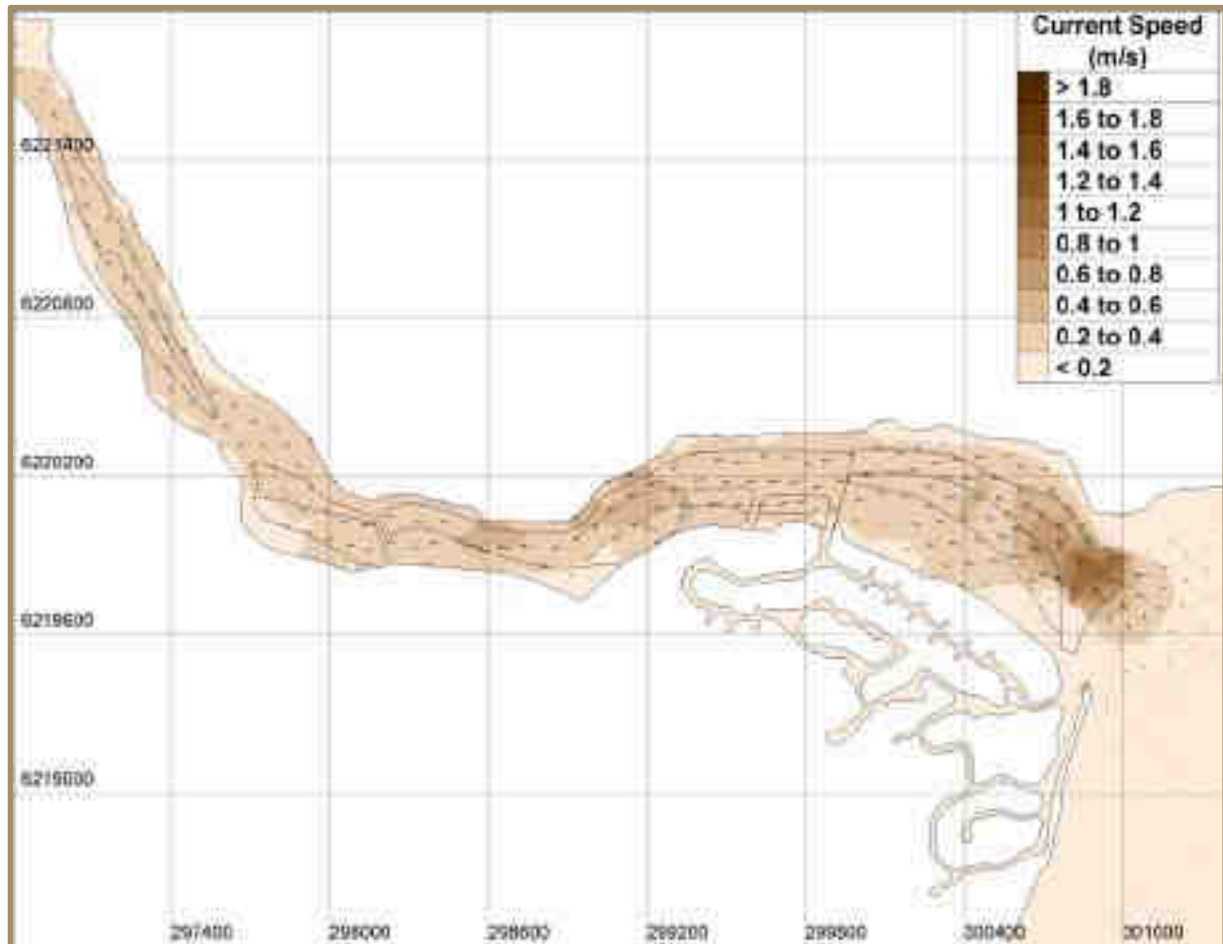 Current Speed
(m/s)
> 1.8
1.6 to 1.8
1.4 to 1.6
1.2 to 1.4
1 to 1.2
0.8 to 1
0.6 to 0.8
0.4 to 0.6
0.2 to 0.4
< 0.2
6221400
6220800
6220200
6219600
6219000
297400
298000
298600
299200
299800
300400
301000